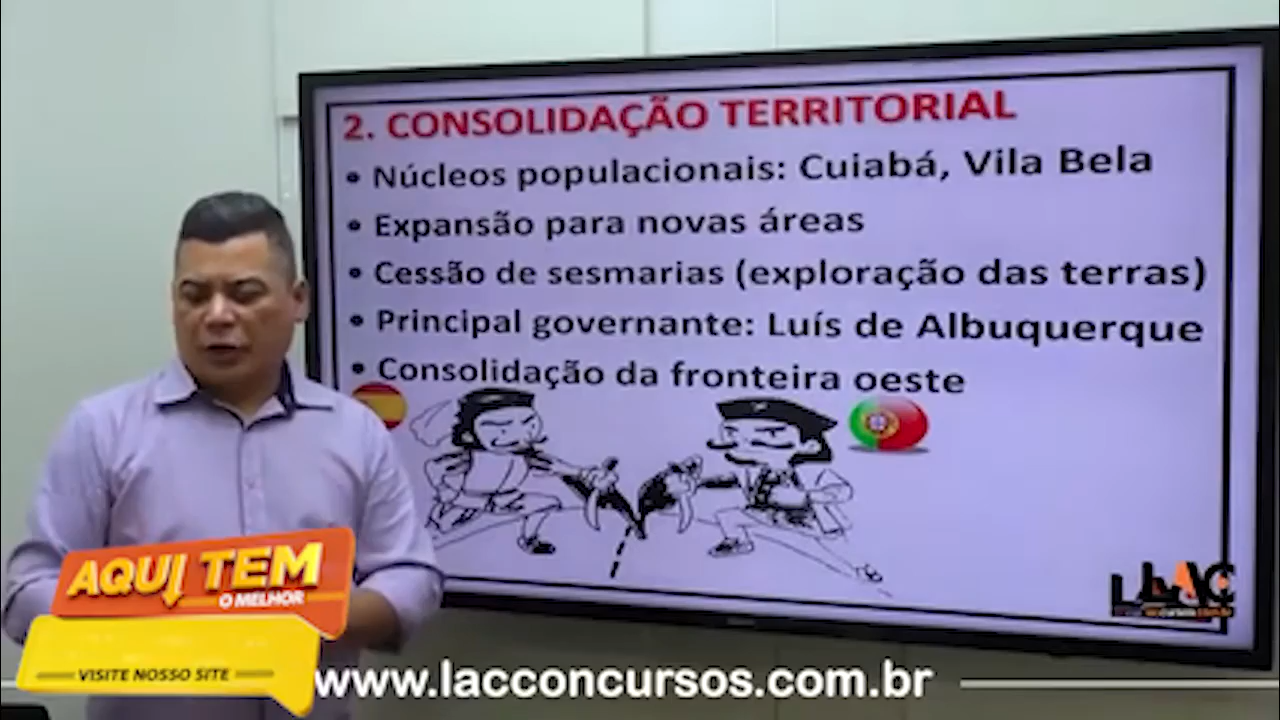 2. CONSOLIDAÇÃO TERRITORIAL
• Núcleos populacionais: Cuiabá, Vila Bela
• Expansão para novas áreas
• Cessão de sesmarias (exploração das terras)
• Principal governante: Luís de Albuquerque
• Consolidação da fronteira oeste
LAC
AQUI TEM
O MELHOR
VISITE NOSSO SITE
www.lacconcursos.com.br